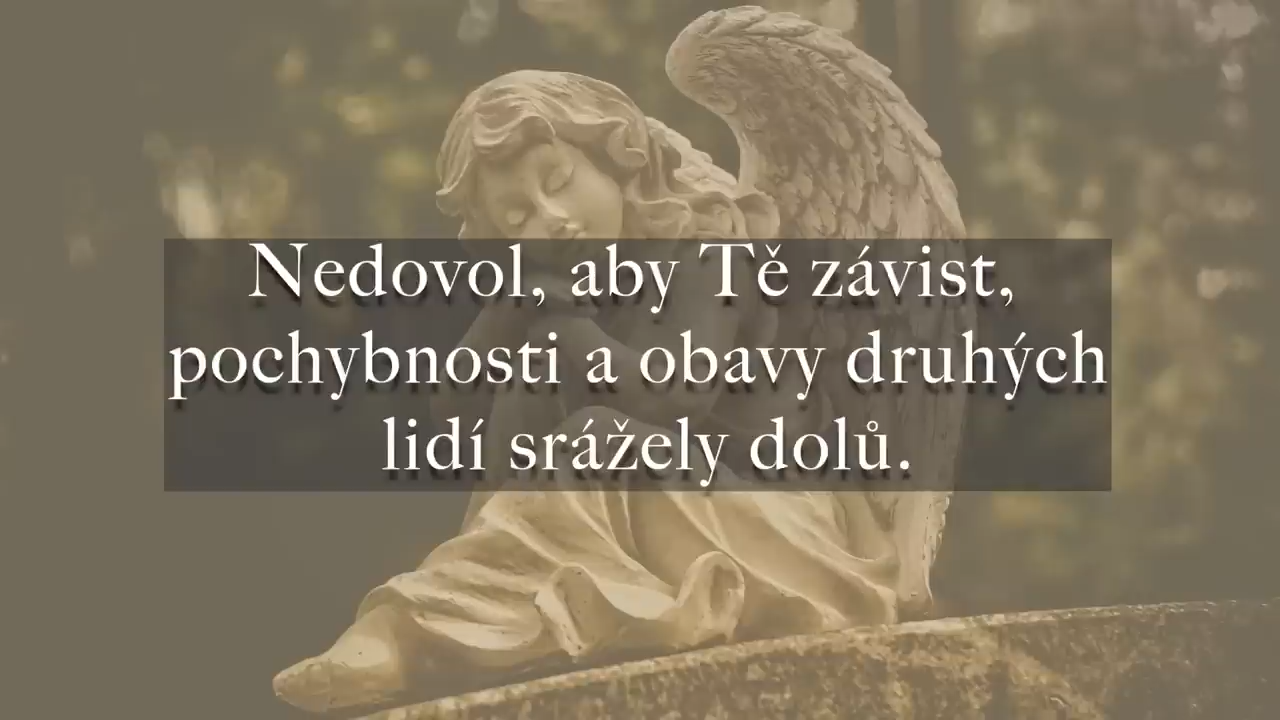 Nedovol, aby Tě závist,
pochybnosti a obavy druhých
lidí srážely dolů.